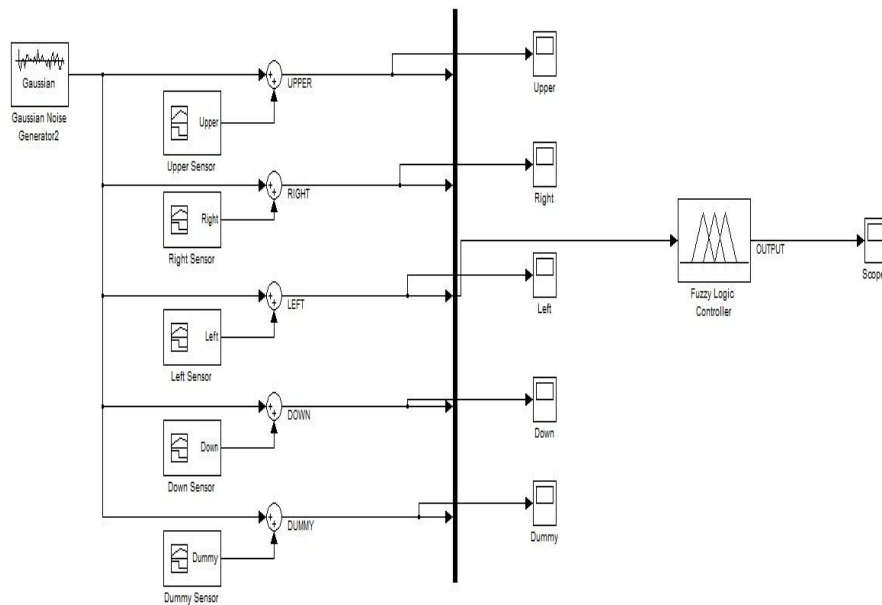 Gaussian
Gaussian Noise
Generator2
Upper
Upper Sensor
UPPER
Upper
Right
Right Sensor
RIGHT
Right
Left
Left Sensor
LEFT
Left
Down
Down Sensor
DOWN
Down
Dummy
Dummy Sensor
DUMMY
Dummy
Fuzzy Logic
Controller
OUTPUT
Scope